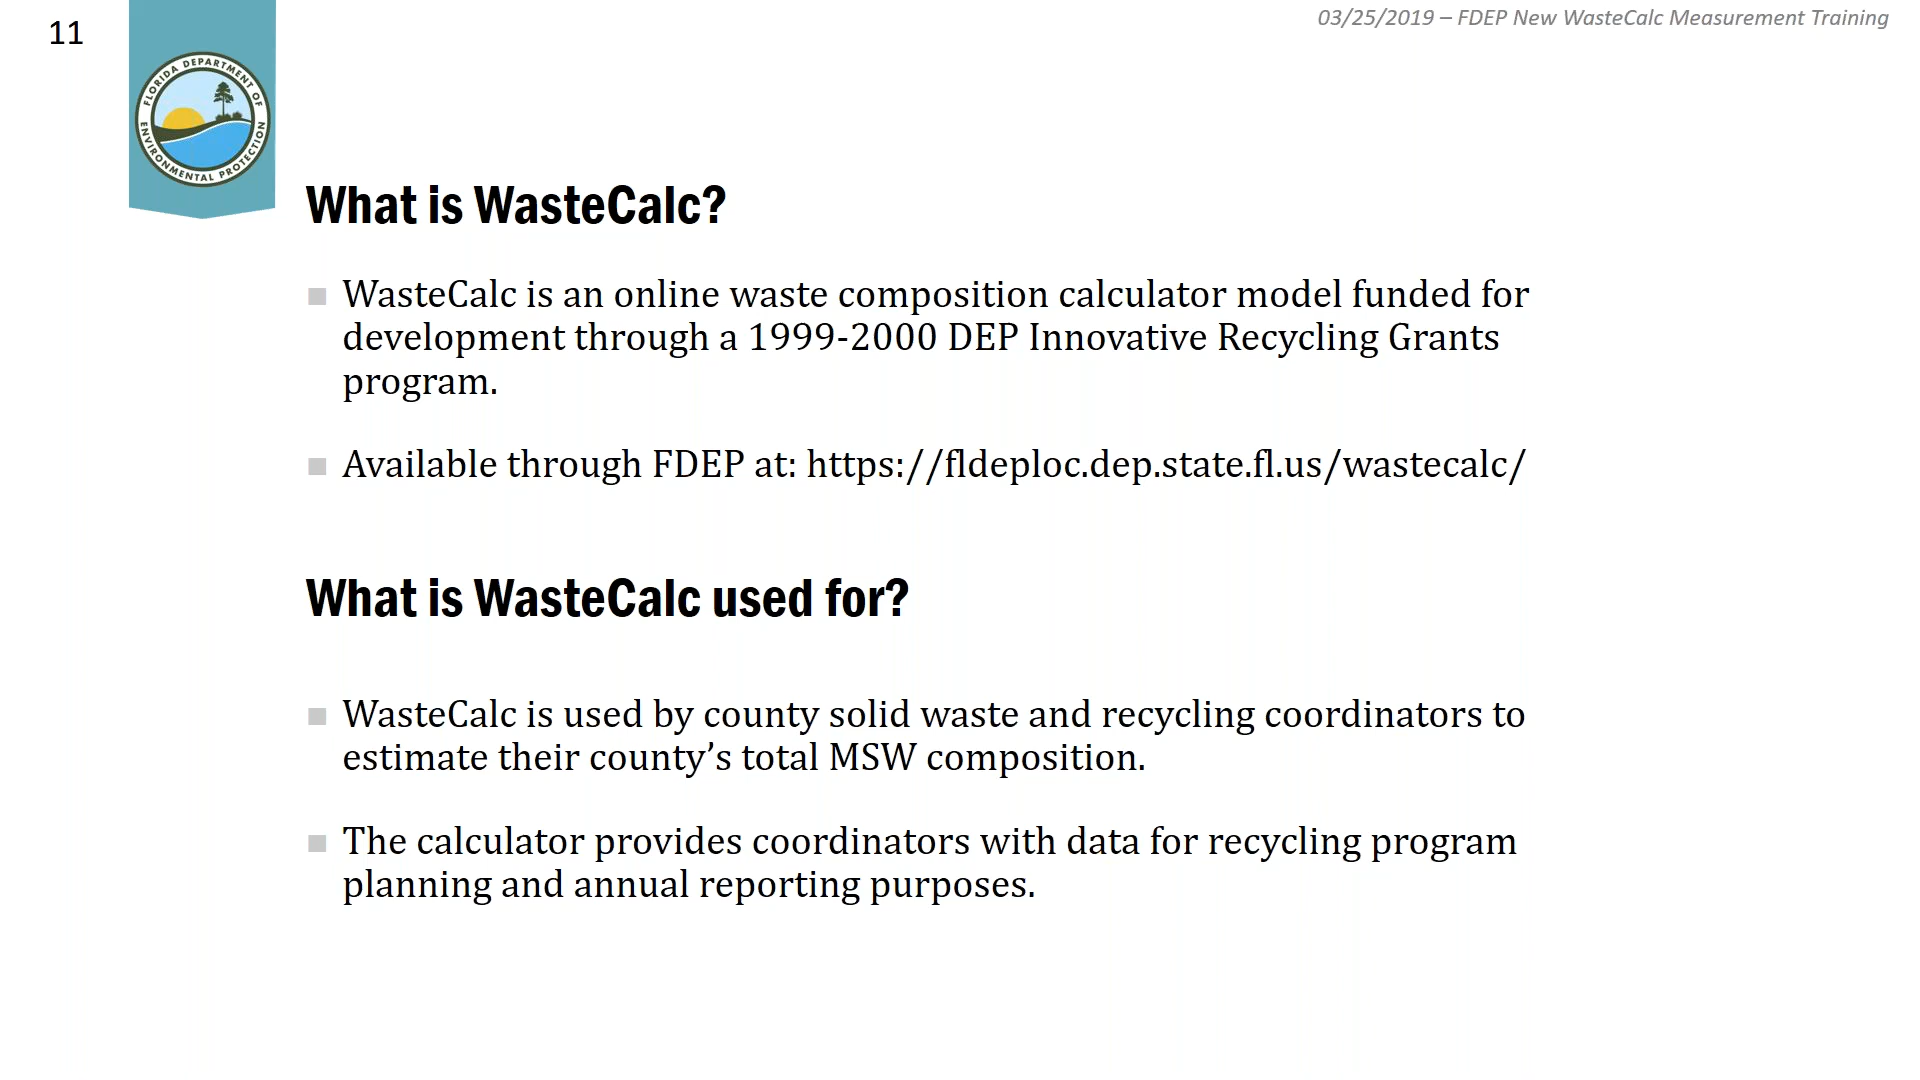 11
03/25/2019 – FDEP New WasteCalc Measurement Training
FLORIDA DEPARTMENT OF
ENVIRONMENTAL PROTECTION
What is WasteCalc?
WasteCalc is an online waste composition calculator model funded for
development through a 1999-2000 DEP Innovative Recycling Grants
program.
Available through FDEP at: https://fldeploc.dep.state.fl.us/wastecalc/
What is WasteCalc used for?
WasteCalc is used by county solid waste and recycling coordinators to
estimate their county’s total MSW composition.
The calculator provides coordinators with data for recycling program
planning and annual reporting purposes.